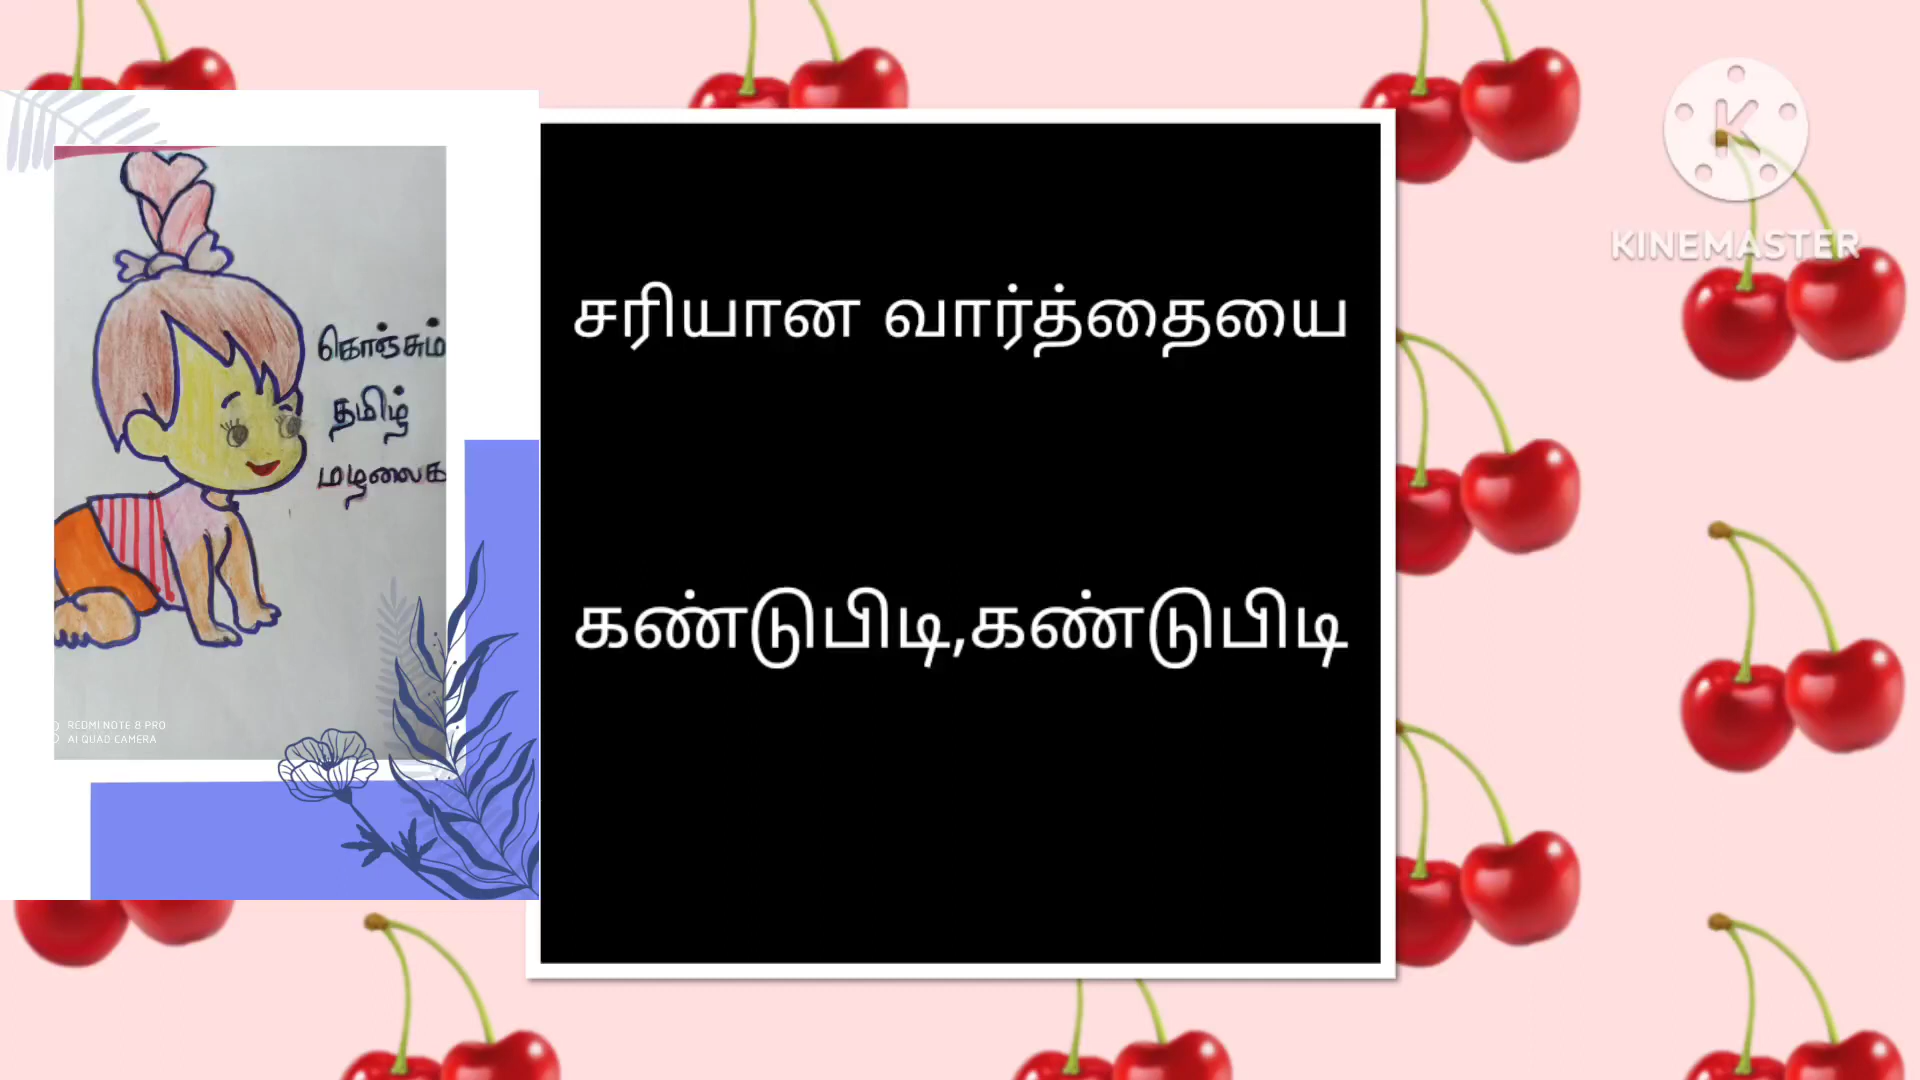 கொஞ்சும்
தமிழ்
மழலைக
REDMI NOTE 8 PRO
AI QUAD CAMERA
சரியான வார்த்தையை
கண்டுபிடி,கண்டுபிடி
K
KINEMASTER